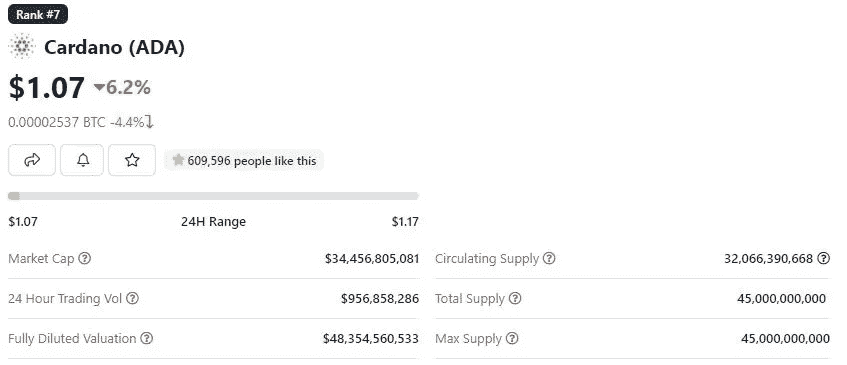 Rank #7
Cardano (ADA)
$1.07 ▼6.2%
0.00002537 BTC -4.4%
609,596 people like this
$1.07 24H Range $1.17
Market Cap $34,456,805,081 Circulating Supply 32,066,390,668
24 Hour Trading Vol $956,858,286 Total Supply 45,000,000,000
Fully Diluted Valuation $48,354,560,533 Max Supply 45,000,000,000